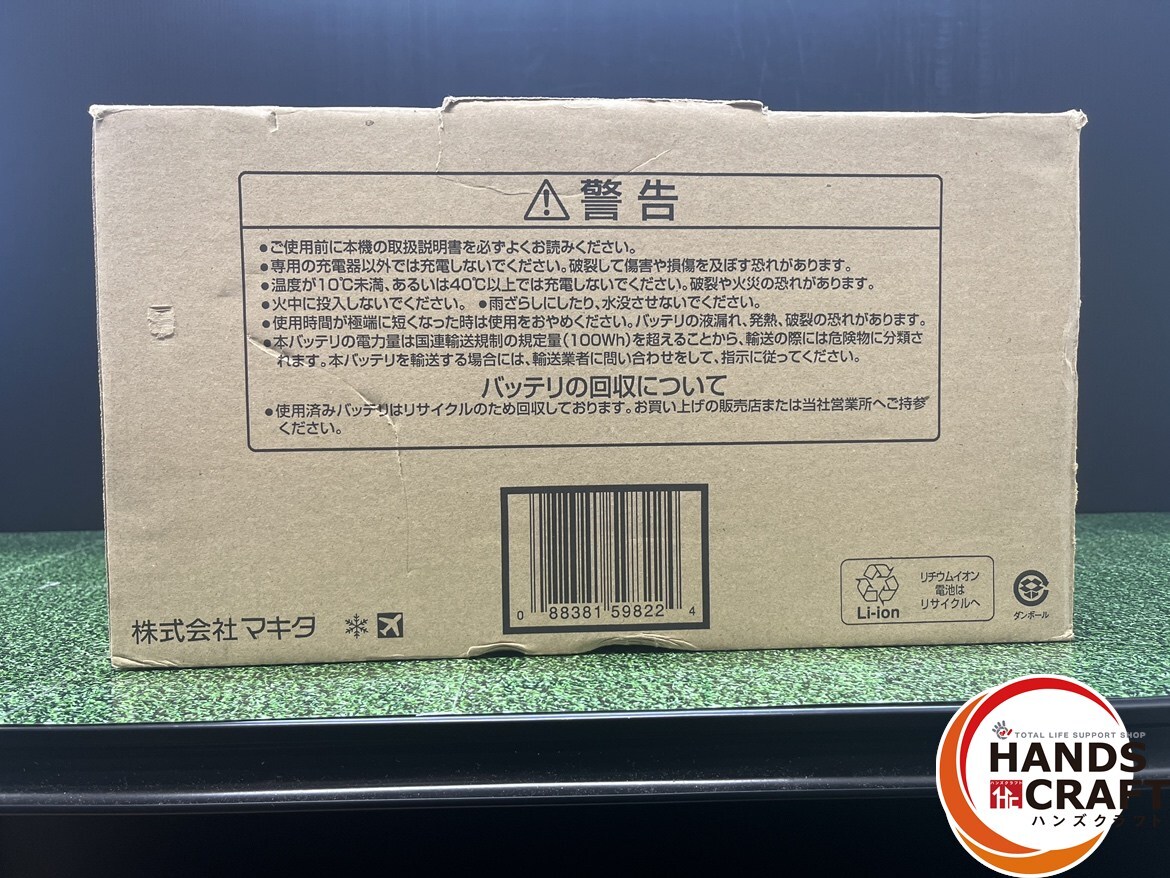 警告
●ご使用前に本機の取扱説明書を必ずよくお読みください。
●専用の充電器以外では充電しないでください。破裂して傷害や損傷を及ぼす恐れがあります。
●温度が10℃未満、あるいは40℃以上では充電しないでください。破裂や火災の恐れがあります。
●火中に投入しないでください。 ●雨ざらしにしたり、水没させないでください。
●使用時間が極端に短くなった時は使用をおやめください。バッテリの液漏れ、発熱、破裂の恐れがあります。
●本バッテリの電力量は国連輸送規制の規定量(100Wh)を超えることから、輸送の際には危険物に分類さ
れます。本バッテリを輸送する場合には、輸送業者に問い合わせをして、指示に従ってください。
バッテリの回収について
●使用済みバッテリはリサイクルのため回収しております。お買い上げの販売店または当社営業所へご持参
ください。
0 88381 59822 4
株式会社マキタ
Li-ion
リチウムイオン
電池は
リサイクルへ
ダンボール
TOTAL LIFE SUPPORT SHOP
HANDS
ハンズクラフト
CRAFT
ハンズクラフト